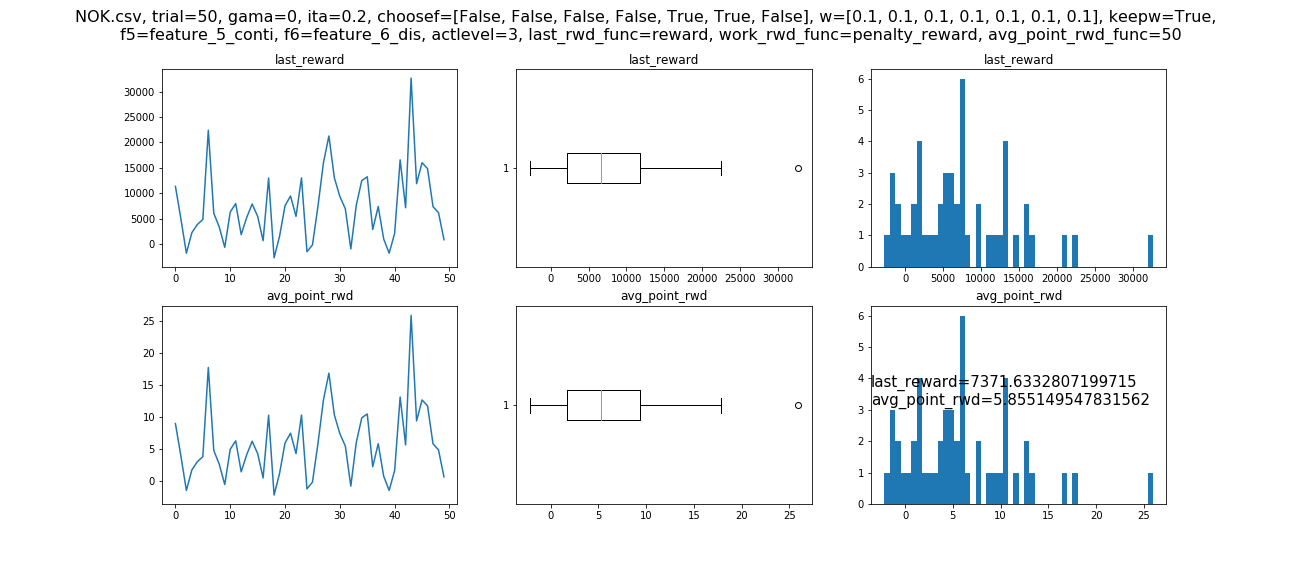 NOK.csv, trial=50, gama=0, ita=0.2, choosef=[False, False, False, False, True, True, False], w=[0.1, 0.1, 0.1, 0.1, 0.1, 0.1, 0.1], keepw=True,
f5=feature_5_conti, f6=feature_6_dis, actlevel=3, last_rwd_func=reward, work_rwd_func=penalty_reward, avg_point_rwd_func=50
last_reward
30000
25000
20000
15000
10000
5000
0
0 10 20 30 40 50
last_reward
1
0 5000 10000 15000 20000 25000 30000
last_reward
6
5
4
3
2
1
0
0 5000 10000 15000 20000 25000 30000
avg_point_rwd
25
20
15
10
5
0
0 10 20 30 40 50
avg_point_rwd
1
0 5 10 15 20 25
avg_point_rwd
6
5
4
3
2
1
0
last_reward=7371.6332807199715
avg_point_rwd=5.855149547831562
0 5 10 15 20 25